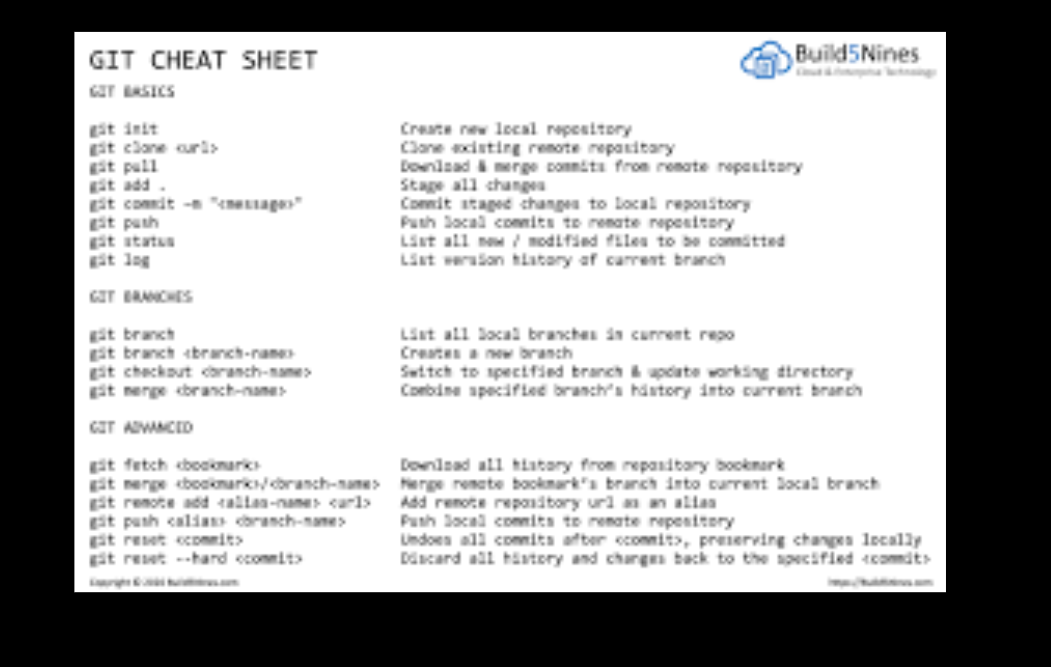 GIT CHEAT SHEET
Build5Nines
Cloud & Enterprise Technology
GIT BASICS
git init Create new local repository
git clone <url> Clone existing remote repository
git pull Download & merge commits from remote repository
git add . Stage all changes
git commit -m "<message>" Commit staged changes to local repository
git push Push local commits to remote repository
git status List all new / modified files to be committed
git log List version history of current branch
GIT BRANCHES
git branch List all local branches in current repo
git branch <branch-name> Creates a new branch
git checkout <branch-name> Switch to specified branch & update working directory
git merge <branch-name> Combine specified branch's history into current branch
GIT ADVANCED
git fetch <bookmark> Download all history from repository bookmark
git merge <bookmark>/<branch-name> Merge remote bookmark's branch into current local branch
git remote add <alias-name> <url> Add remote repository url as an alias
git push <alias> <branch-name> Push local commits to remote repository
git reset <commit> Undoes all commits after <commit>, preserving changes locally
git reset --hard <commit> Discard all history and changes back to the specified <commit>
Copyright © Build5Nines.com https://Build5Nines.com